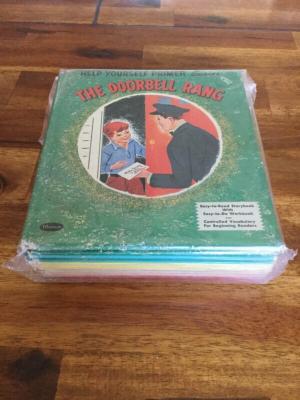 HELP YOURSELF PRIMER
THE DOORBELL RANG
Whitman
Easy-to-Read Storybook
With
Easy-to-Do Workbook
Controlled Vocabulary
For Beginning Readers